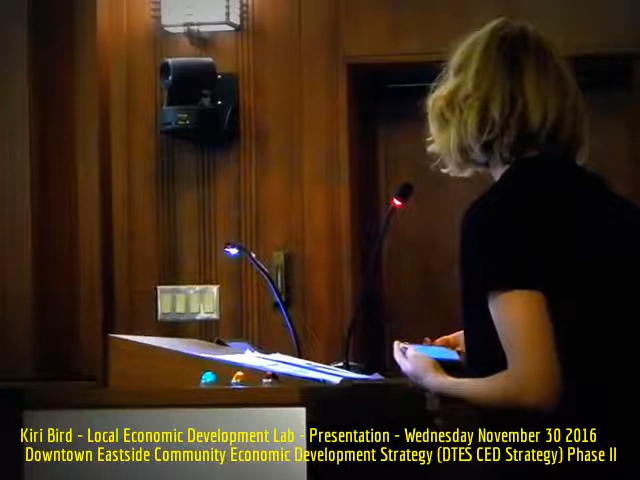 Kiri Bird - Local Economic Development Lab - Presentation - Wednesday November 30 2016
Downtown Eastside Community Economic Development Strategy (DTES CED Strategy) Phase II